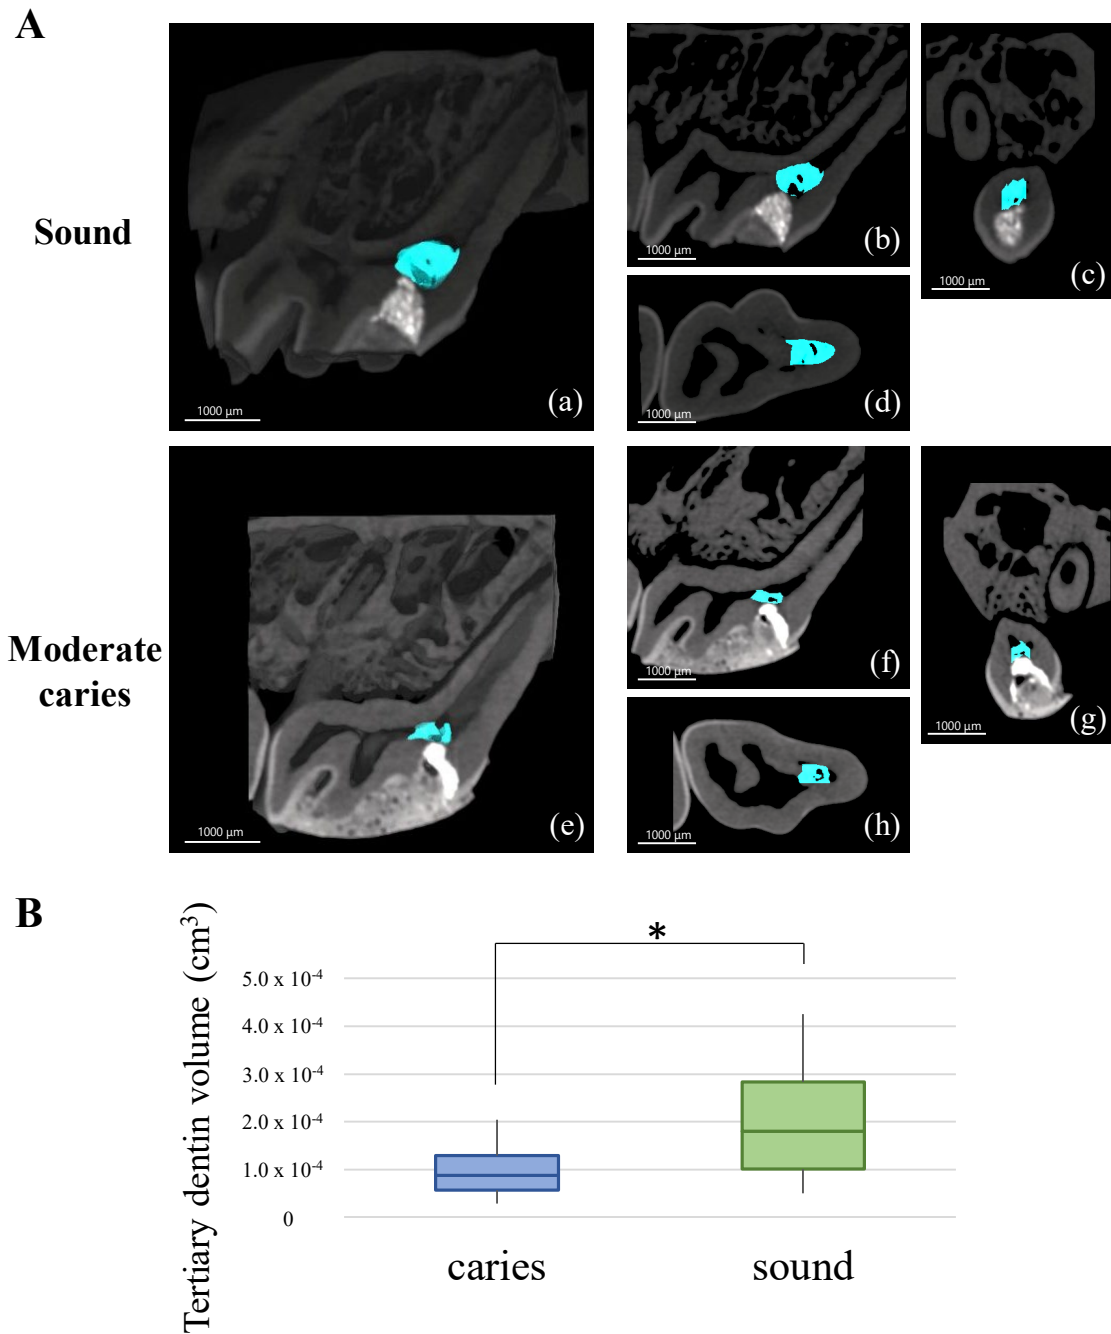 A
Sound
1000 µm
(a)
1000 µm
(b)
1000 µm
(c)
1000 µm
(d)
Moderate
caries
1000 µm
(e)
1000 µm
(f)
1000 µm
(g)
1000 µm
(h)
B
Tertiary dentin volume (cm³)
*
5.0 x 10⁻⁴
4.0 x 10⁻⁴
3.0 x 10⁻⁴
2.0 x 10⁻⁴
1.0 x 10⁻⁴
0
caries
sound